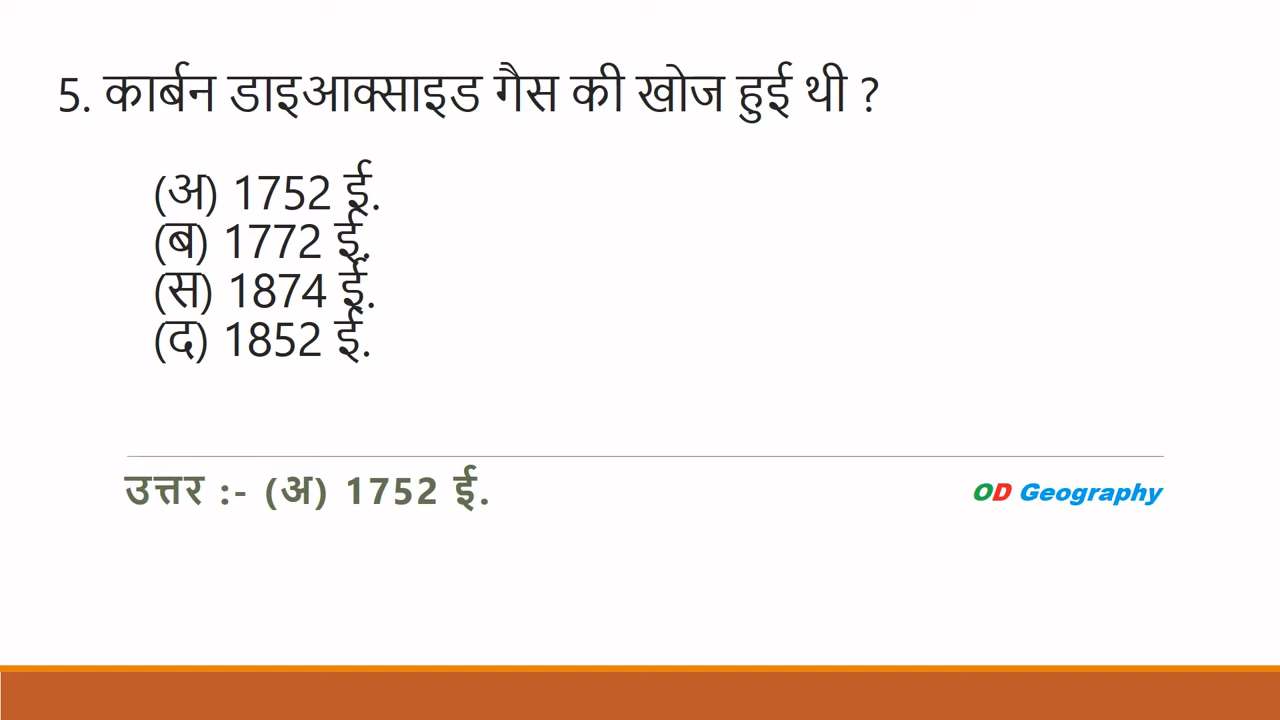 5. कार्बन डाइआक्साइड गैस की खोज हुई थी ?
(अ) 1752 ई.
(ब) 1772 ई.
(स) 1874 ई.
(द) 1852 ई.
उत्तर :- (अ) 1752 ई.
OD Geography